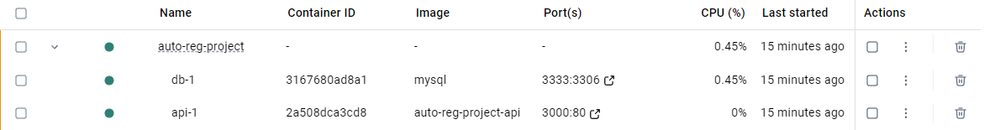 Name Container ID Image Port(s) CPU (%) Last started Actions
auto-reg-project - - - 0.45% 15 minutes ago
db-1 3167680ad8a1 mysql 3333:3306 0.45% 15 minutes ago
api-1 2a508dca3cd8 auto-reg-project-api 3000:80 0% 15 minutes ago